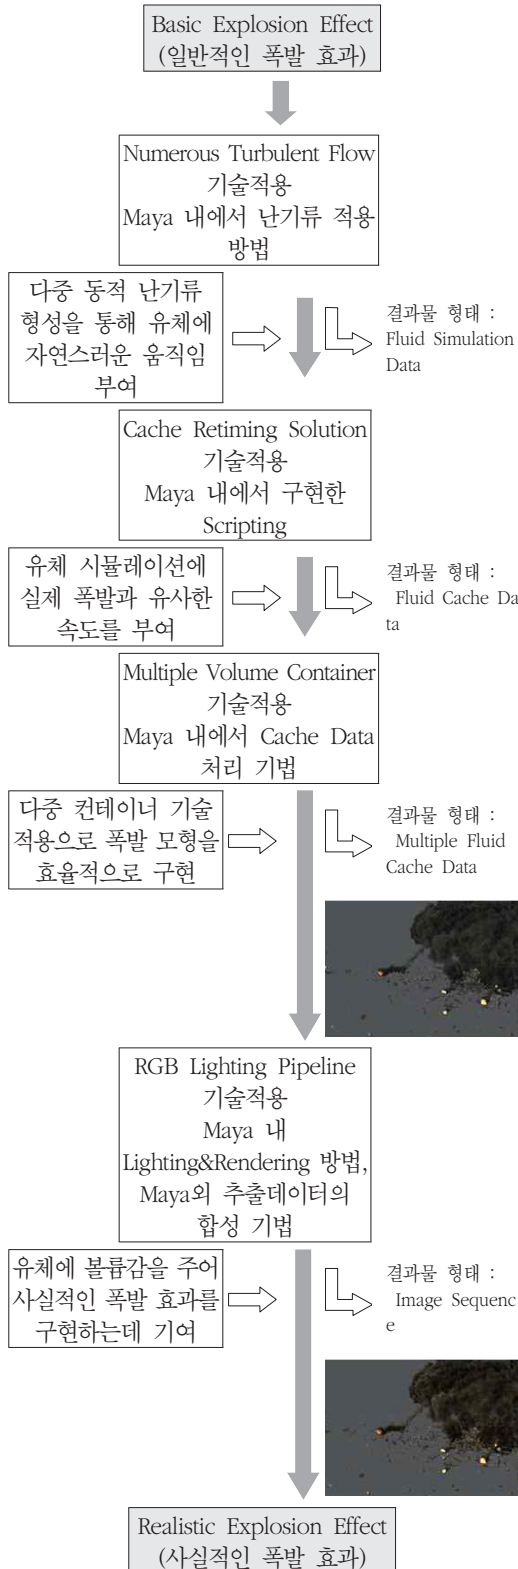 Basic Explosion Effect
(일반적인 폭발 효과)
Numerous Turbulent Flow
기술적용
Maya 내에서 난기류 적용
방법
다중 동적 난기류
형성을 통해 유체에
자연스러운 움직임
부여
결과물 형태 :
Fluid Simulation
Data
Cache Retiming Solution
기술적용
Maya 내에서 구현한
Scripting
유체 시뮬레이션에
실제 폭발과 유사한
속도를 부여
결과물 형태 :
Fluid Cache Da
ta
Multiple Volume Container
기술적용
Maya 내에서 Cache Data
처리 기법
다중 컨테이너 기술
적용으로 폭발 모형을
효율적으로 구현
결과물 형태 :
Multiple Fluid
Cache Data
RGB Lighting Pipeline
기술적용
Maya 내
Lighting&Rendering 방법,
Maya외 추출데이터의
합성 기법
유체에 볼륨감을 주어
사실적인 폭발 효과를
구현하는데 기여
결과물 형태 :
Image Sequenc
e
Realistic Explosion Effect
(사실적인 폭발 효과)